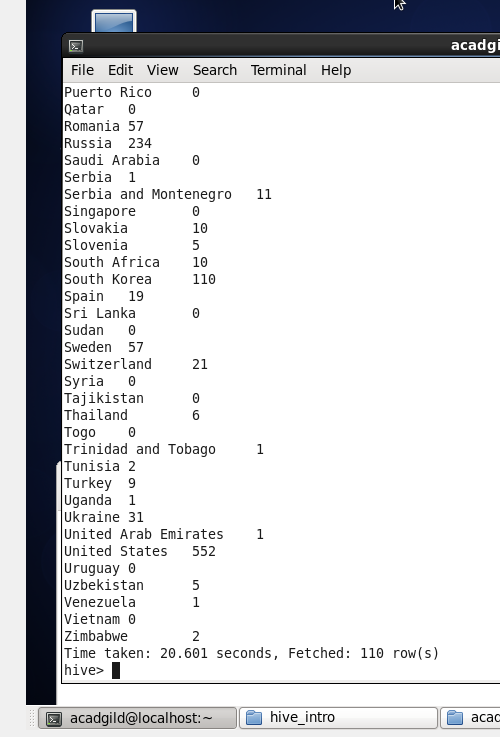 acadgi
File Edit View Search Terminal Help
Puerto Rico 0
Qatar 0
Romania 57
Russia 234
Saudi Arabia 0
Serbia 1
Serbia and Montenegro 11
Singapore 0
Slovakia 10
Slovenia 5
South Africa 10
South Korea 110
Spain 19
Sri Lanka 0
Sudan 0
Sweden 57
Switzerland 21
Syria 0
Tajikistan 0
Thailand 6
Togo 0
Trinidad and Tobago 1
Tunisia 2
Turkey 9
Uganda 1
Ukraine 31
United Arab Emirates 1
United States 552
Uruguay 0
Uzbekistan 5
Venezuela 1
Vietnam 0
Zimbabwe 2
Time taken: 20.601 seconds, Fetched: 110 row(s)
hive>
acadgild@localhost:~ hive_intro acad